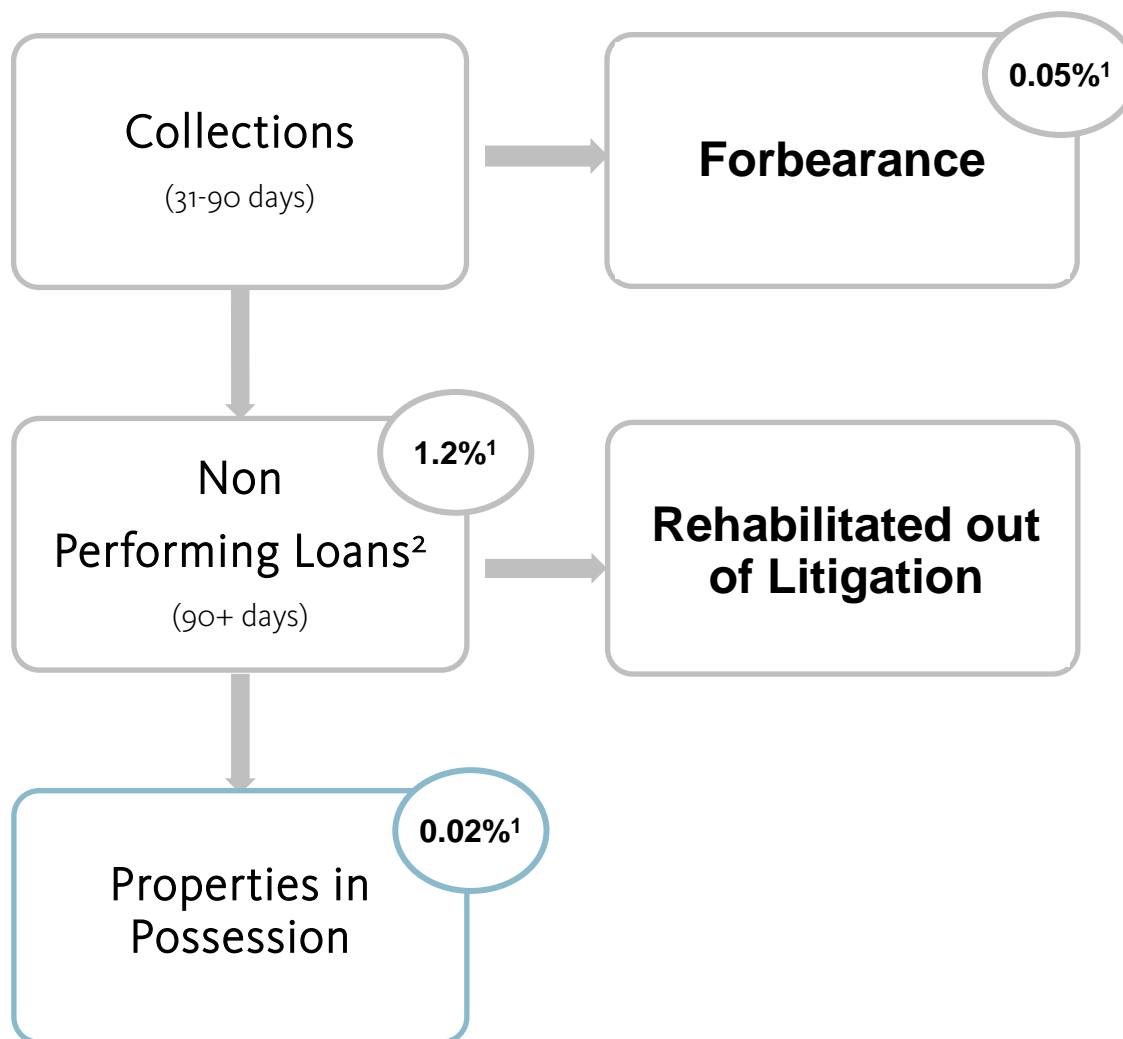 Collections
(31-90 days)
0.05%¹
Forbearance
1.2%¹
Non
Performing Loans²
(90+ days)
Rehabilitated out
of Litigation
0.02%¹
Properties in
Possession